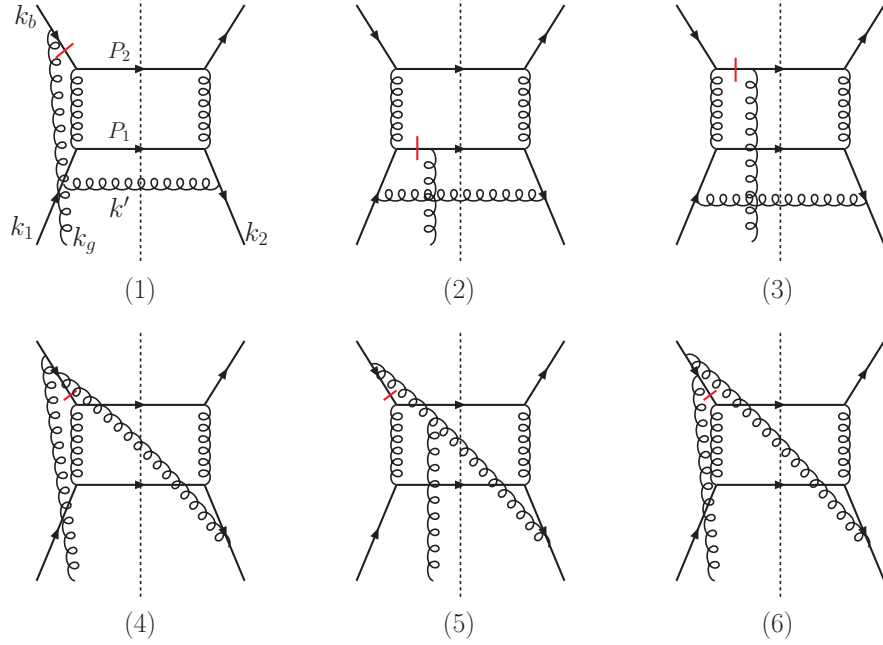 k_b
P_2
P_1
k'
k_1
k_g
k_2
(1)
(2)
(3)
(4)
(5)
(6)